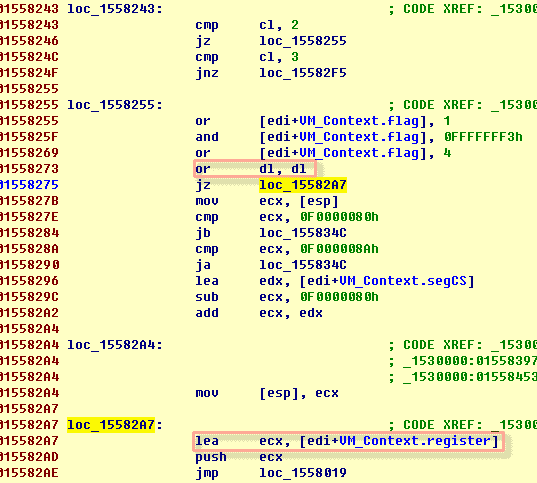 01558243 loc_1558243: ; CODE XREF: _1530
01558243 cmp cl, 2
01558246 jz loc_1558255
0155824C cmp cl, 3
0155824F jnz loc_15582F5
01558255
01558255 loc_1558255: ; CODE XREF: _1530
01558255 or [edi+VM_Context.flag], 1
0155825F and [edi+VM_Context.flag], 0FFFFFFF3h
01558269 or [edi+VM_Context.flag], 4
01558273 or dl, dl
01558275 jz loc_15582A7
0155827B mov ecx, [esp]
0155827E cmp ecx, 0F0000080h
01558284 jb loc_155834C
0155828A cmp ecx, 0F000008Ah
01558290 ja loc_155834C
01558296 lea edx, [edi+VM_Context.segCS]
0155829C sub ecx, 0F0000080h
015582A2 add ecx, edx
015582A4
015582A4 loc_15582A4: ; CODE XREF: _15300
015582A4 ; _1530000:01558397
015582A4 ; _1530000:01558453
015582A4 mov [esp], ecx
015582A7
015582A7 loc_15582A7: ; CODE XREF: _1530
015582A7 lea ecx, [edi+VM_Context.register]
015582AD push ecx
015582AE jmp loc_1558019